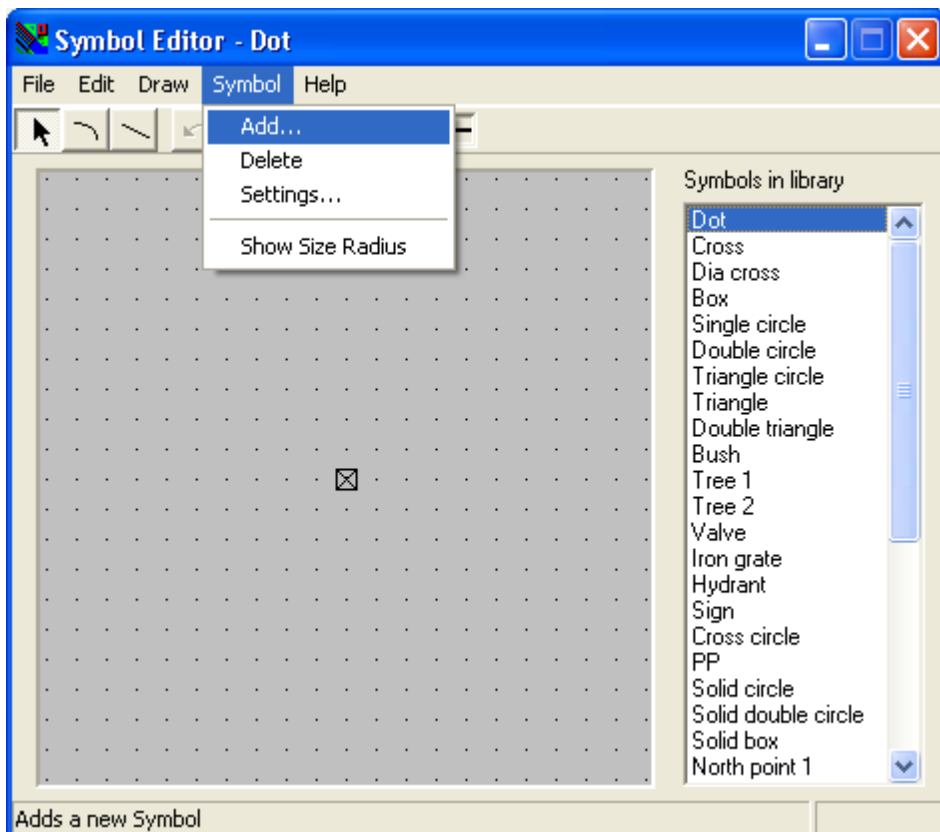 Symbol Editor - Dot
File Edit Draw Symbol Help
Add...
Delete
Settings...
Show Size Radius
Symbols in library
Dot
Cross
Dia cross
Box
Single circle
Double circle
Triangle circle
Triangle
Double triangle
Bush
Tree 1
Tree 2
Valve
Iron grate
Hydrant
Sign
Cross circle
PP
Solid circle
Solid double circle
Solid box
North point 1
Adds a new Symbol